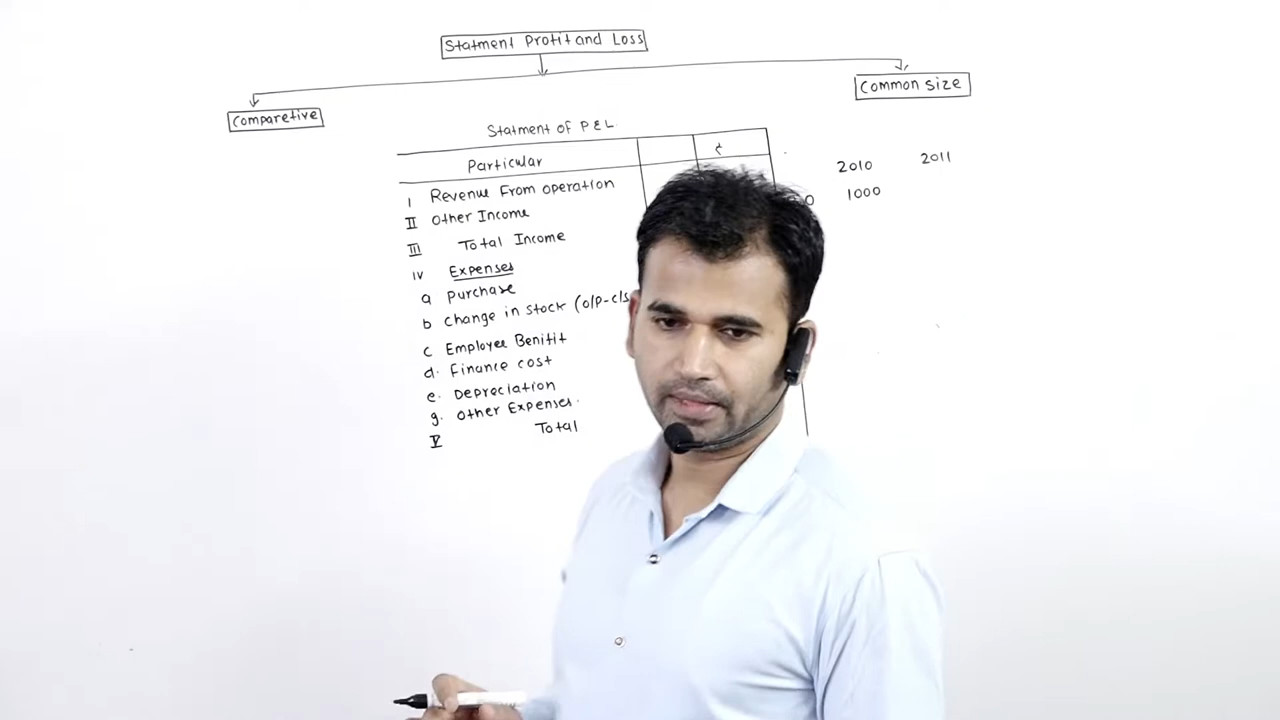 Statment Profit and Loss
Comparetive
Common size
Statment of P & L.
Particular ₹
I Revenue From operation
II Other Income
III Total Income
IV Expenses
a Purchase
b Change in stock (o/p-cls
c Employee Benifit
d. Finance cost
e. Depreciation
g. Other Expenses.
V Total
2010 2011
0 1000